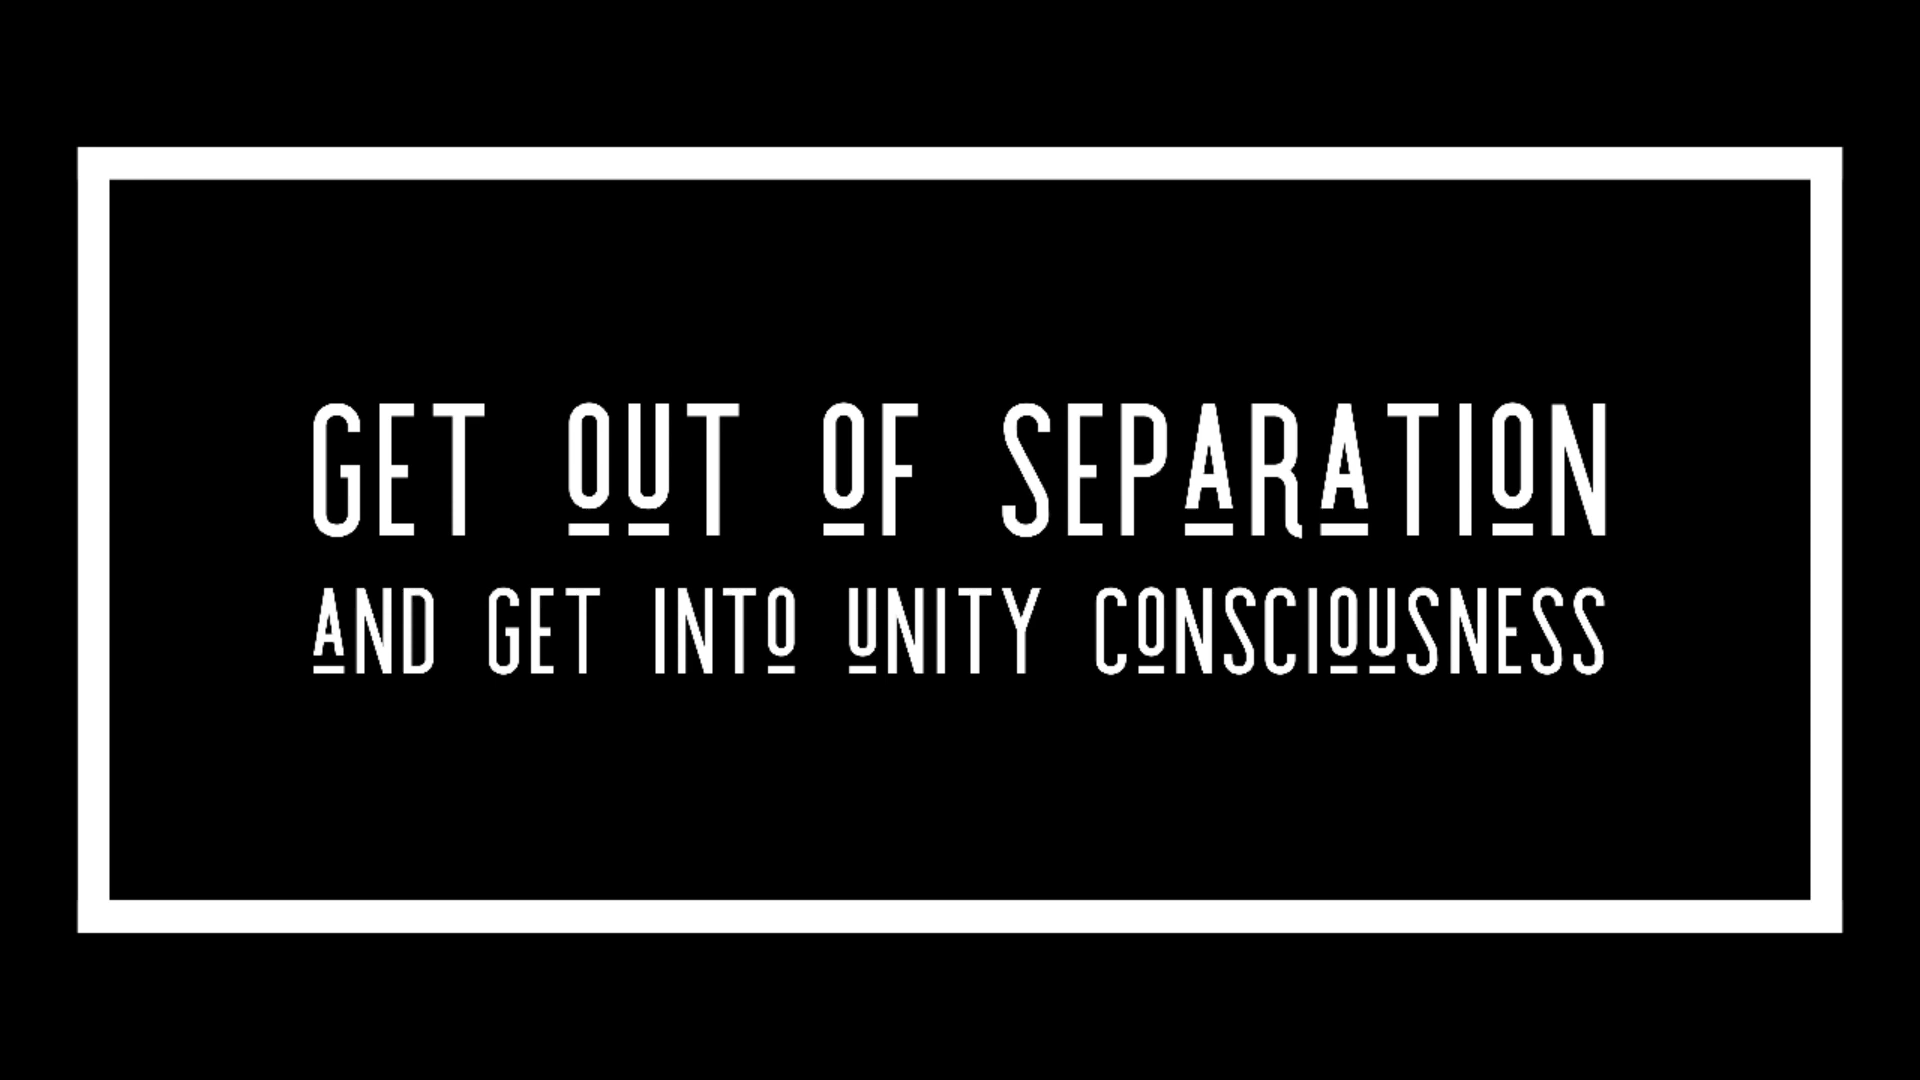 GET OUT OF SEPARATION
AND GET INTO UNITY CONSCIOUSNESS